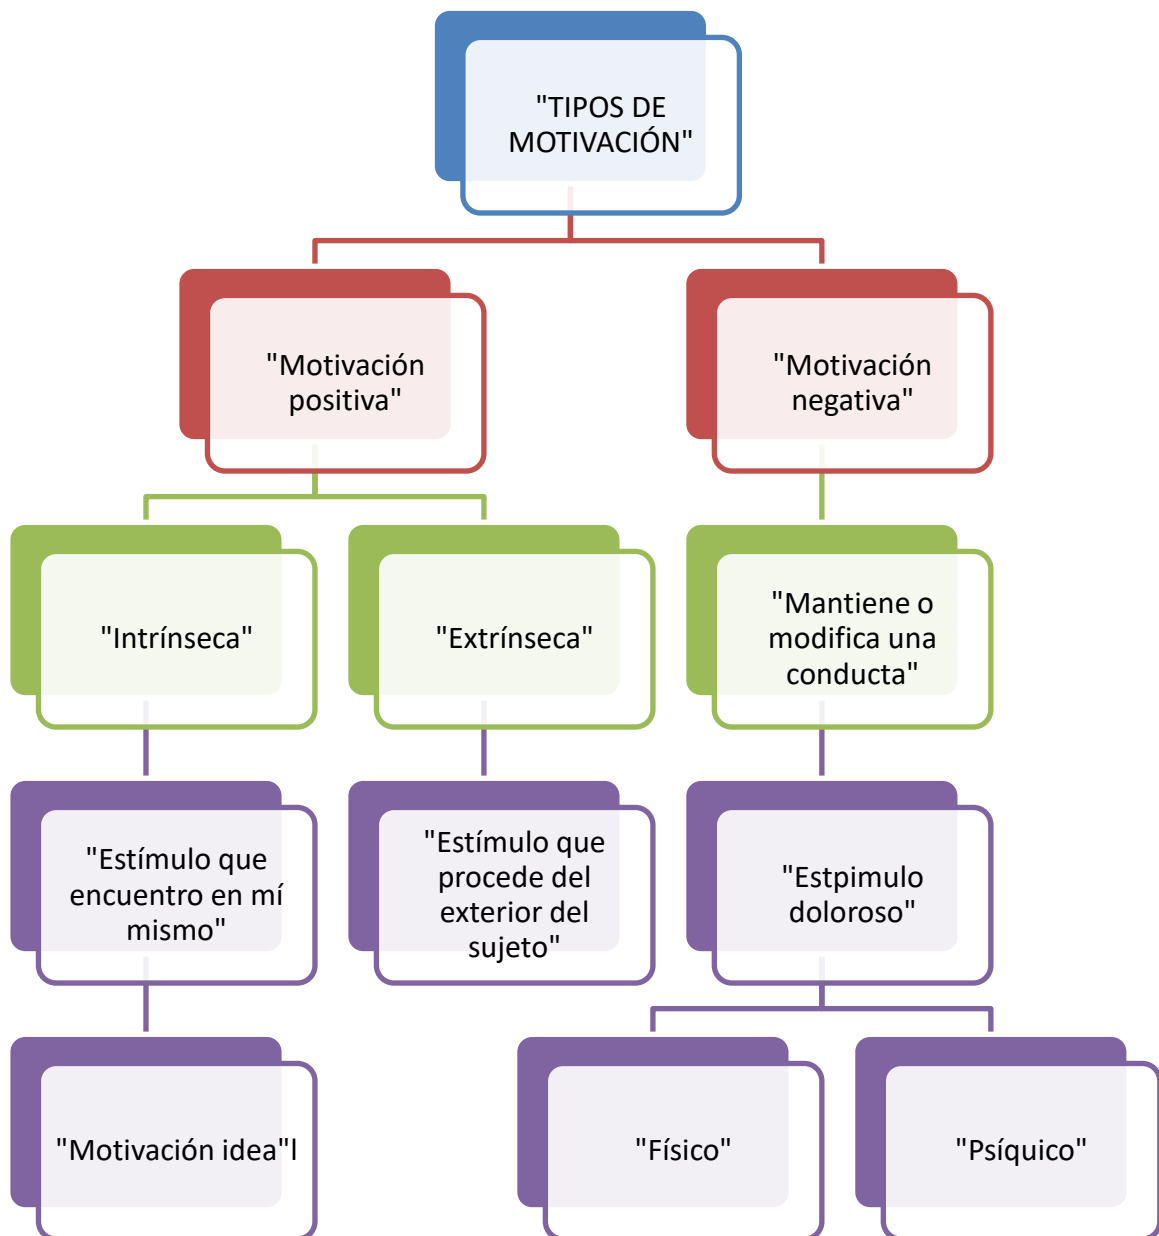 "TIPOS DE
MOTIVACIÓN"
"Motivación
positiva"
"Motivación
negativa"
"Intrínseca"
"Extrínseca"
"Mantiene o
modifica una
conducta"
"Estímulo que
encuentro en mí
mismo"
"Estímulo que
procede del
exterior del
sujeto"
"Estpimulo
doloroso"
"Motivación idea"l
"Físico"
"Psíquico"